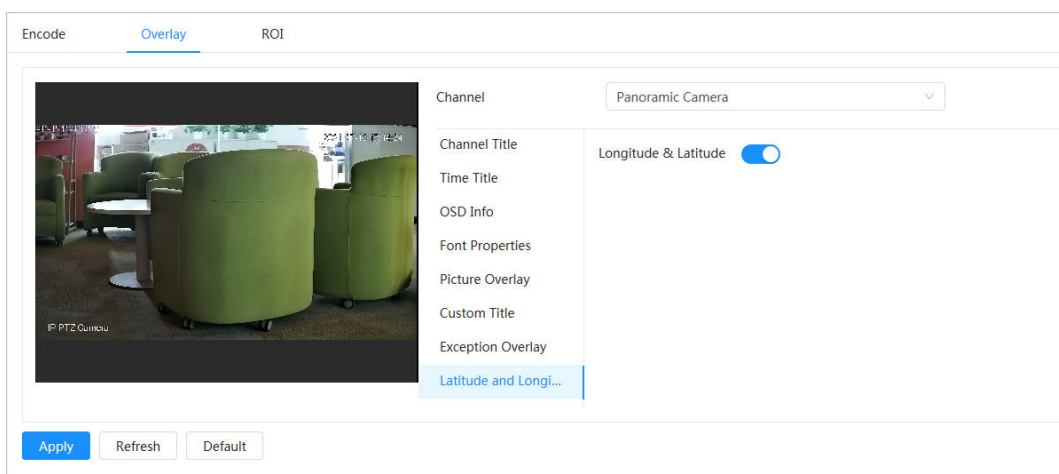 Encode Overlay ROI
Channel Panoramic Camera
Channel Title
Longitude & Latitude
Time Title
OSD Info
Font Properties
Picture Overlay
Custom Title
IP PTZ Camera
Exception Overlay
Latitude and Longi...
Apply Refresh Default